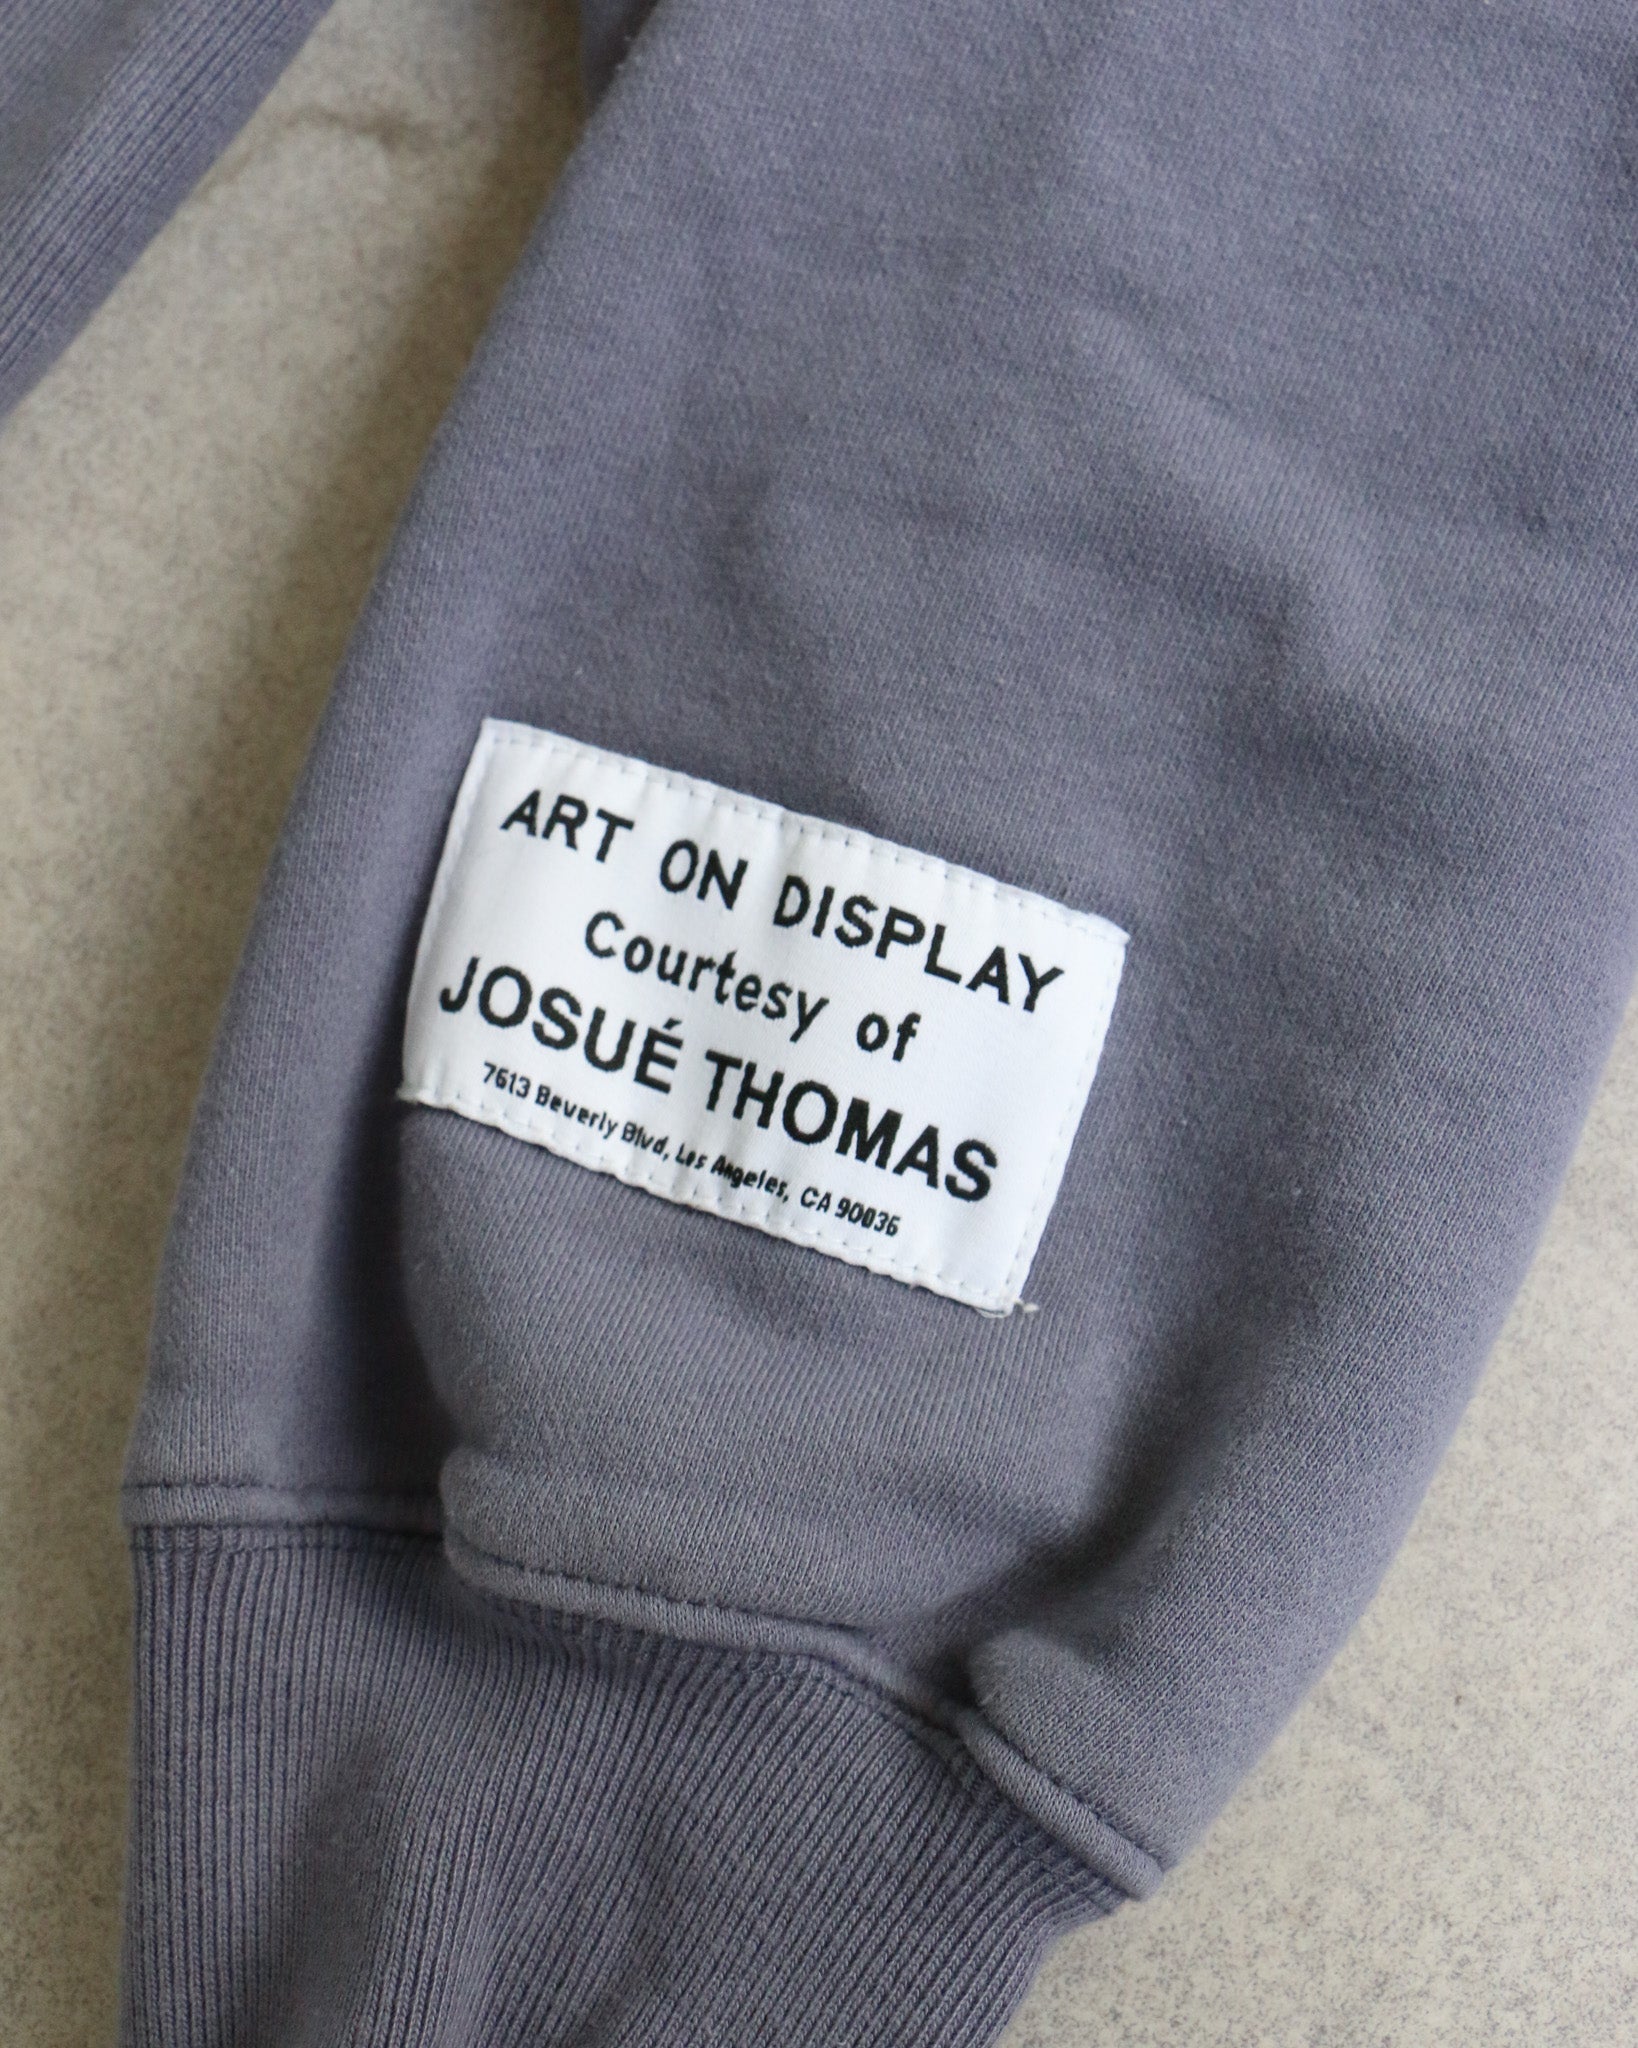 ART ON DISPLAY
Courtesy of
JOSUÉ THOMAS
7613 Beverly Blvd, Los Angeles, CA 90036